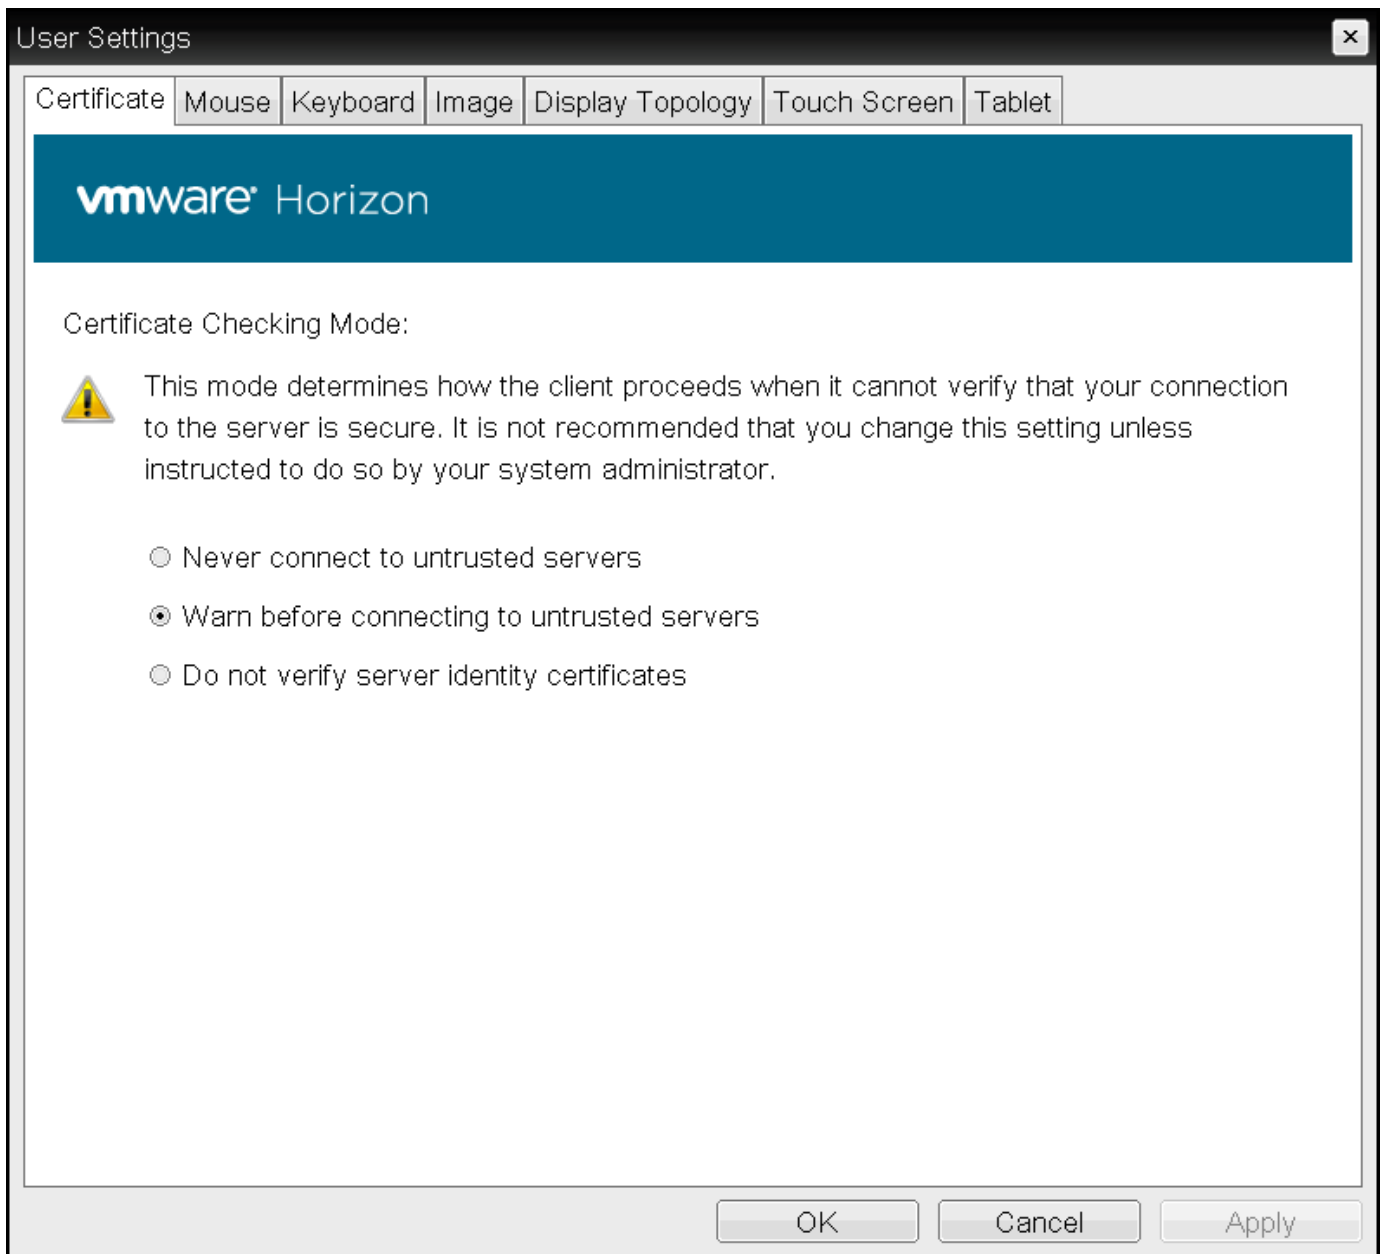 User Settings
Certificate Mouse Keyboard Image Display Topology Touch Screen Tablet
vmware® Horizon
Certificate Checking Mode:
This mode determines how the client proceeds when it cannot verify that your connection
to the server is secure. It is not recommended that you change this setting unless
instructed to do so by your system administrator.
Never connect to untrusted servers
Warn before connecting to untrusted servers
Do not verify server identity certificates
OK Cancel Apply